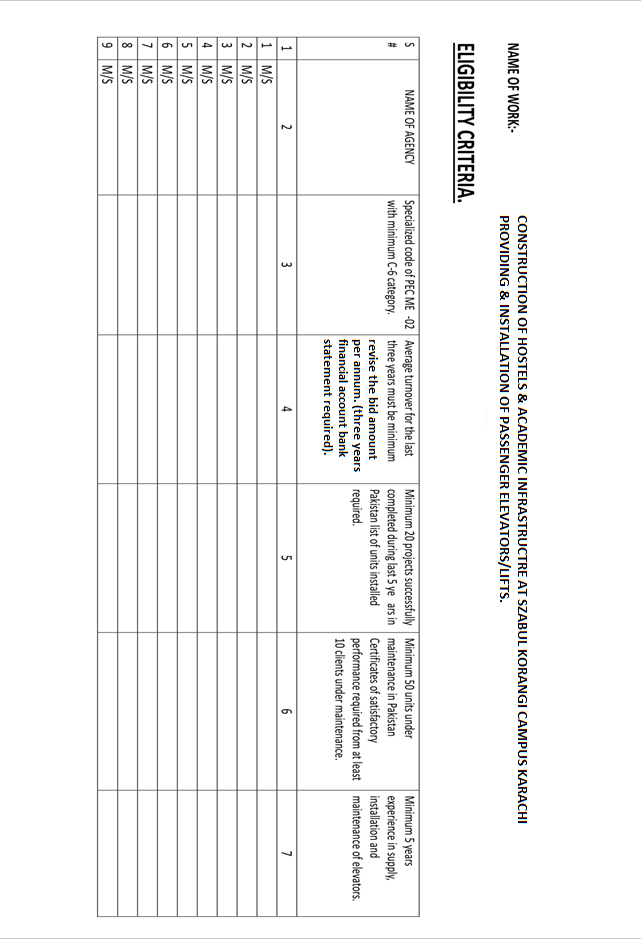 NAME OF WORK:-
CONSTRUCTION OF HOSTELS & ACADEMIC INFRASTRUCTRE AT SZABUL KORANGI CAMPUS KARACHI
PROVIDING & INSTALLATION OF PASSENGER ELEVATORS/LIFTS.
ELIGIBILITY CRITERIA.
S
#
NAME OF AGENCY
Specialized code of PEC ME -02
with minimum C-6 category.
Average turnover for the last
three years must be minimum
revise the bid amount
per annum. (three years
financial account bank
statement required).
Minimum 20 projects successfully
completed during last 5 ye ars in
Pakistan list of units installed
required.
Minimum 50 units under
maintenance in Pakistan
Certificates of satisfactory
performance required from at least
10 clients under maintenance.
Minimum 5 years
experience in supply,
installation and
maintenance of elevators.
1 2 3 4 5 6 7
1 M/S
2 M/S
3 M/S
4 M/S
5 M/S
6 M/S
7 M/S
8 M/S
9 M/S